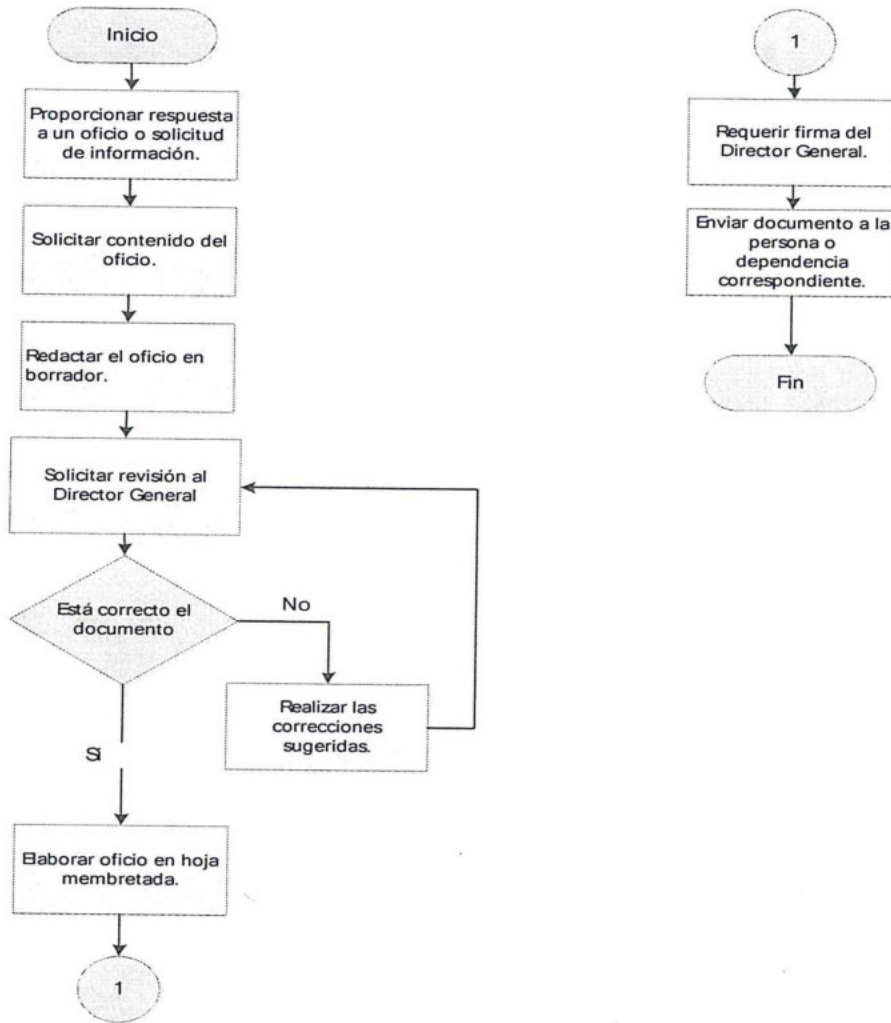 Inicio
Proporcionar respuesta
a un oficio o solicitud
de información.
Solicitar contenido del
oficio.
Redactar el oficio en
borrador.
Solicitar revisión al
Director General
Está correcto el
documento
No
Realizar las
correcciones
sugeridas.
Sí
Elaborar oficio en hoja
membretada.
1
1
Requerir firma del
Director General.
Enviar documento a la
persona o
dependencia
correspondiente.
Fin